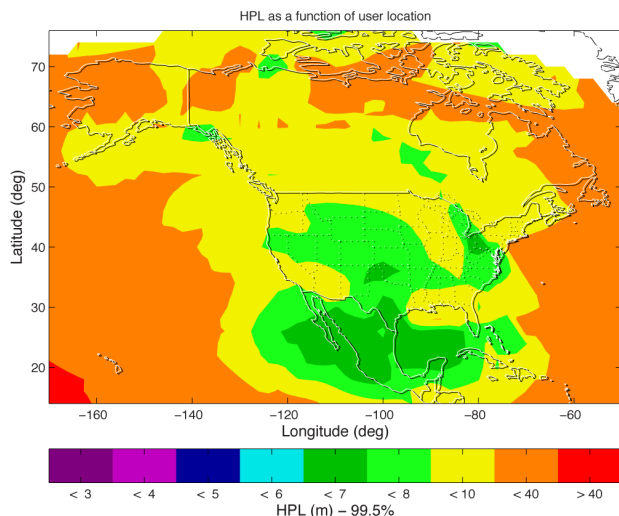 HPL as a function of user location
70
60
50
40
30
20
Latitude (deg)
−160 −140 −120 −100 −80 −60
Longitude (deg)
< 3 < 4 < 5 < 6 < 7 < 8 < 10 < 40 > 40
HPL (m) − 99.5%